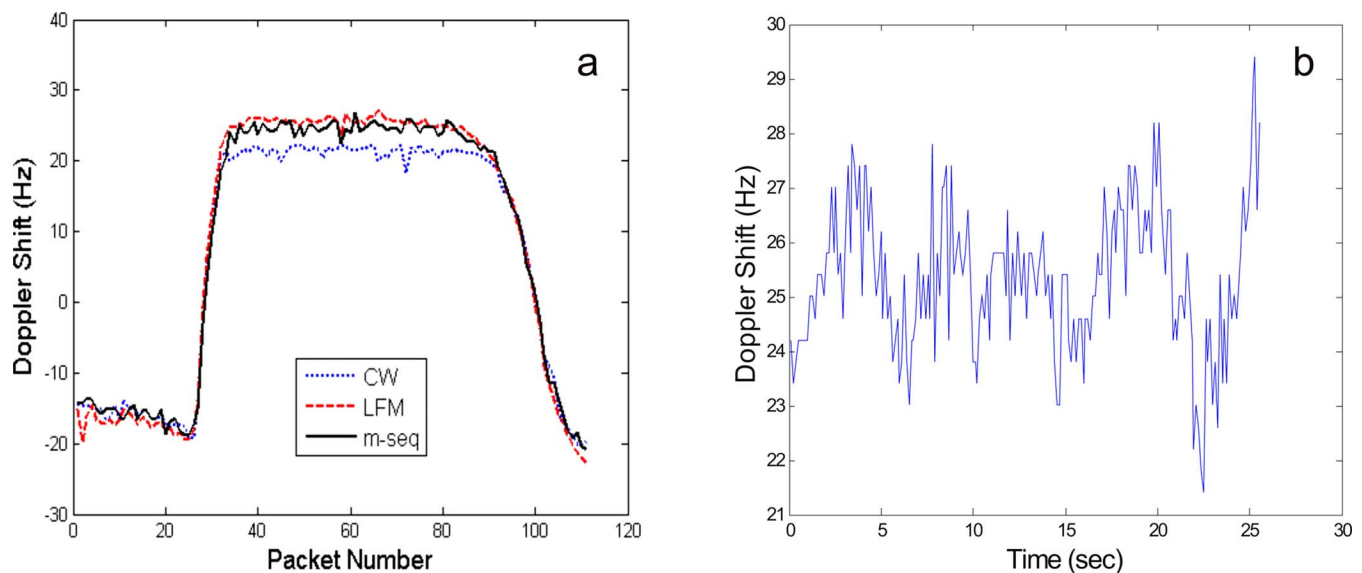 a
40
30
20
10
0
-10
-20
-30
Doppler Shift (Hz)
CW
LFM
m-seq
0 20 40 60 80 100 120
Packet Number
b
30
29
28
27
26
25
24
23
22
21
Doppler Shift (Hz)
0 5 10 15 20 25 30
Time (sec)